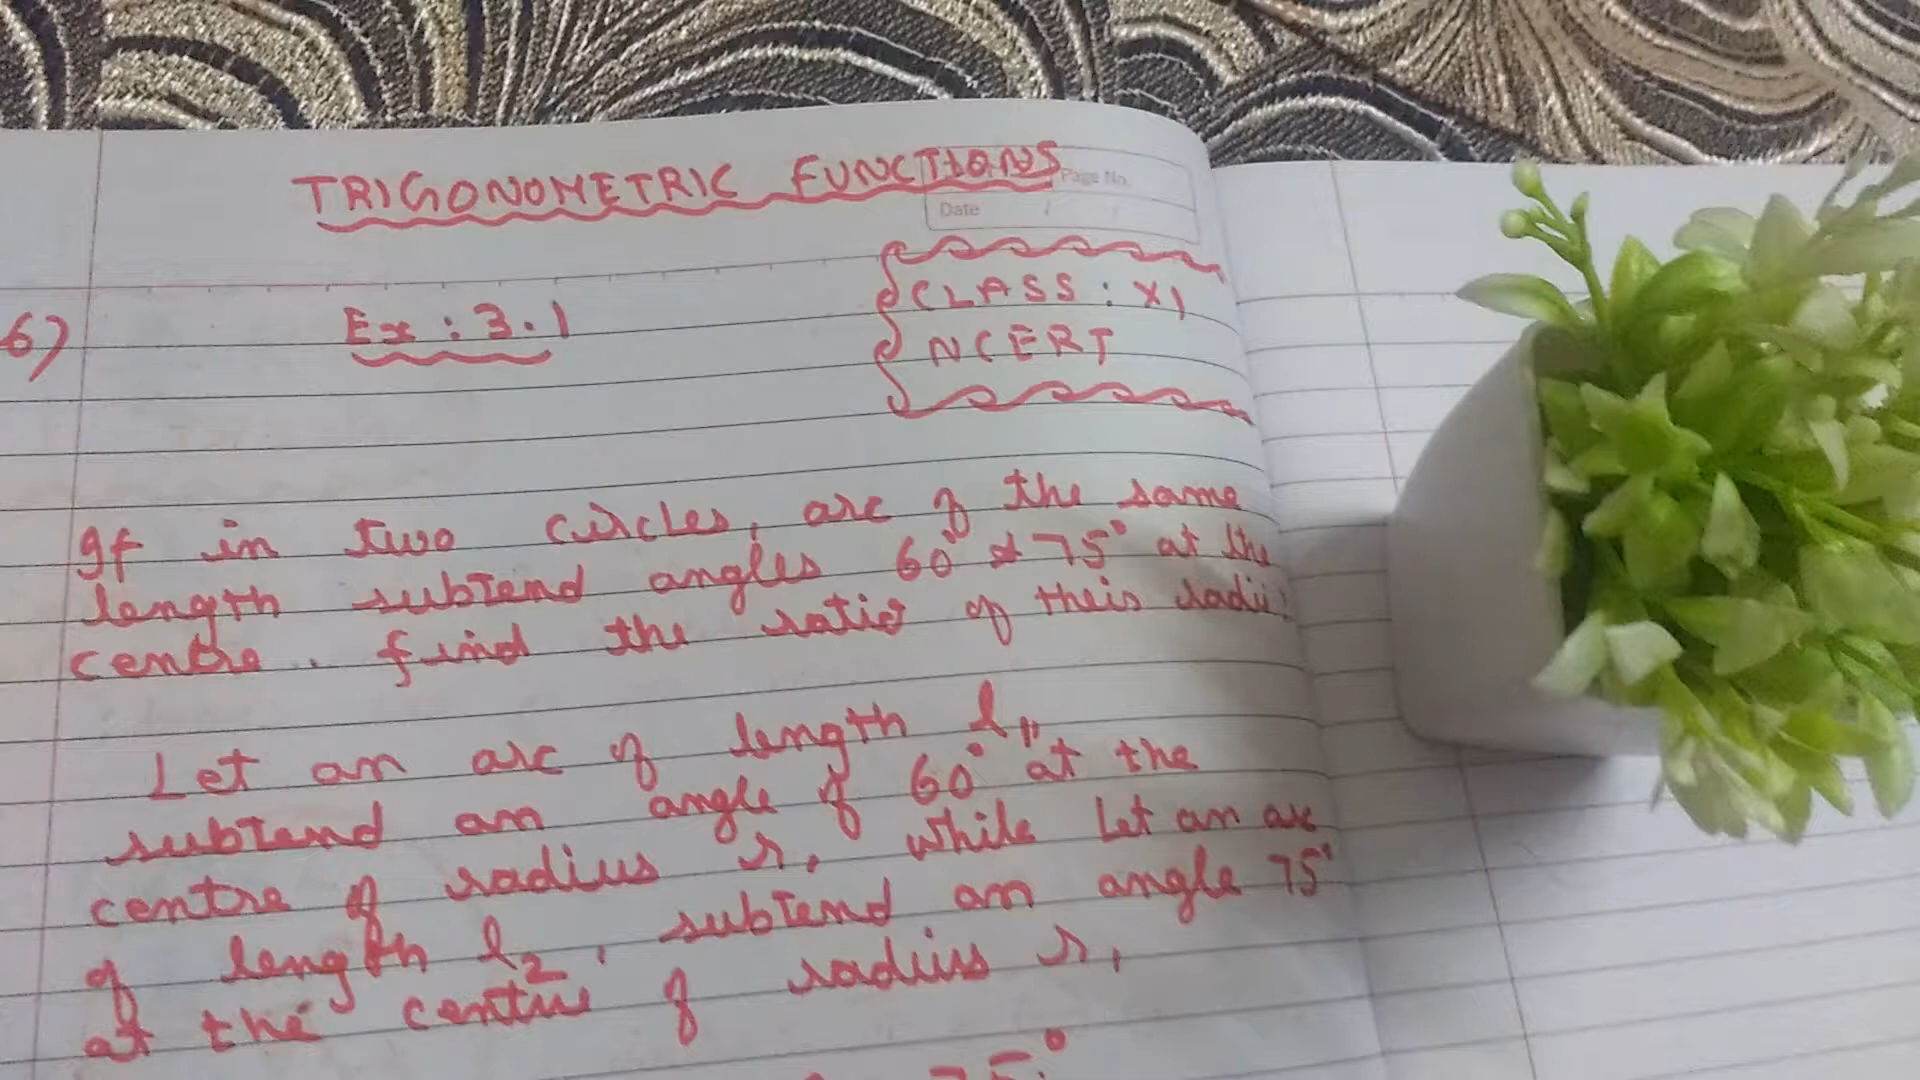 TRIGONOMETRIC FUNCTIONS
Page No.
Date / /
6) Ex : 3.1
CLASS : XI
NCERT
If in two circles, arc of the same
length subtend angles 60° & 75° at the
centre. find the ratio of their radii:
Let an arc of length l₁,
subtend an angle of 60° at the
centre of radius r₁ while Let an arc
of length l₂, subtend an angle 75°
at the centre of radius r₁
75°